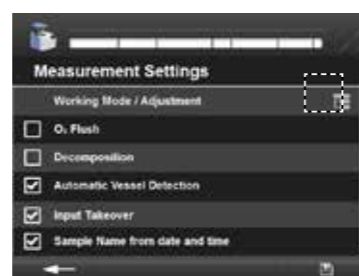 Measurement Settings
Working Mode / Adjustment
O₂ Flush
Decomposition
Automatic Vessel Detection
Input Takeover
Sample Name from date and time